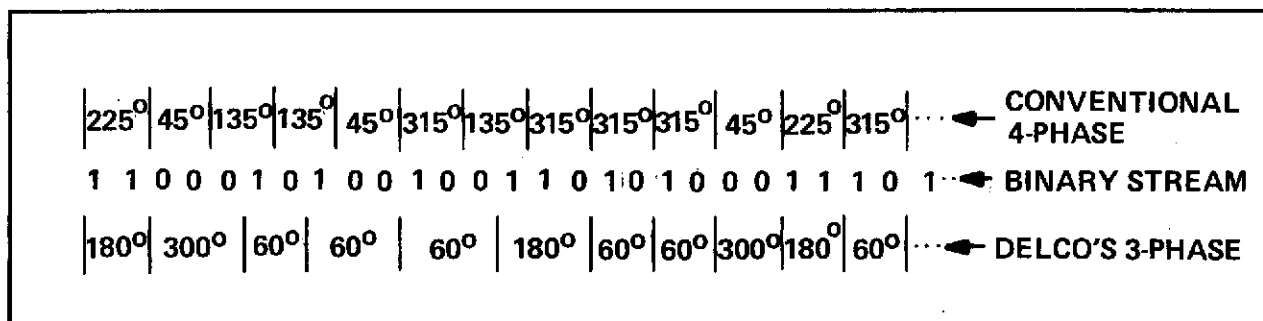 225° 45° 135° 135° 45° 315° 135° 315° 315° 315° 45° 225° 315° ··· CONVENTIONAL
4-PHASE
1 1 0 0 0 1 0 1 0 0 1 0 0 1 1 0 1 0 1 0 0 0 1 1 1 0 1 ·· BINARY STREAM
180° 300° 60° 60° 60° 180° 60° 60° 300° 180° 60° ··· DELCO'S 3-PHASE